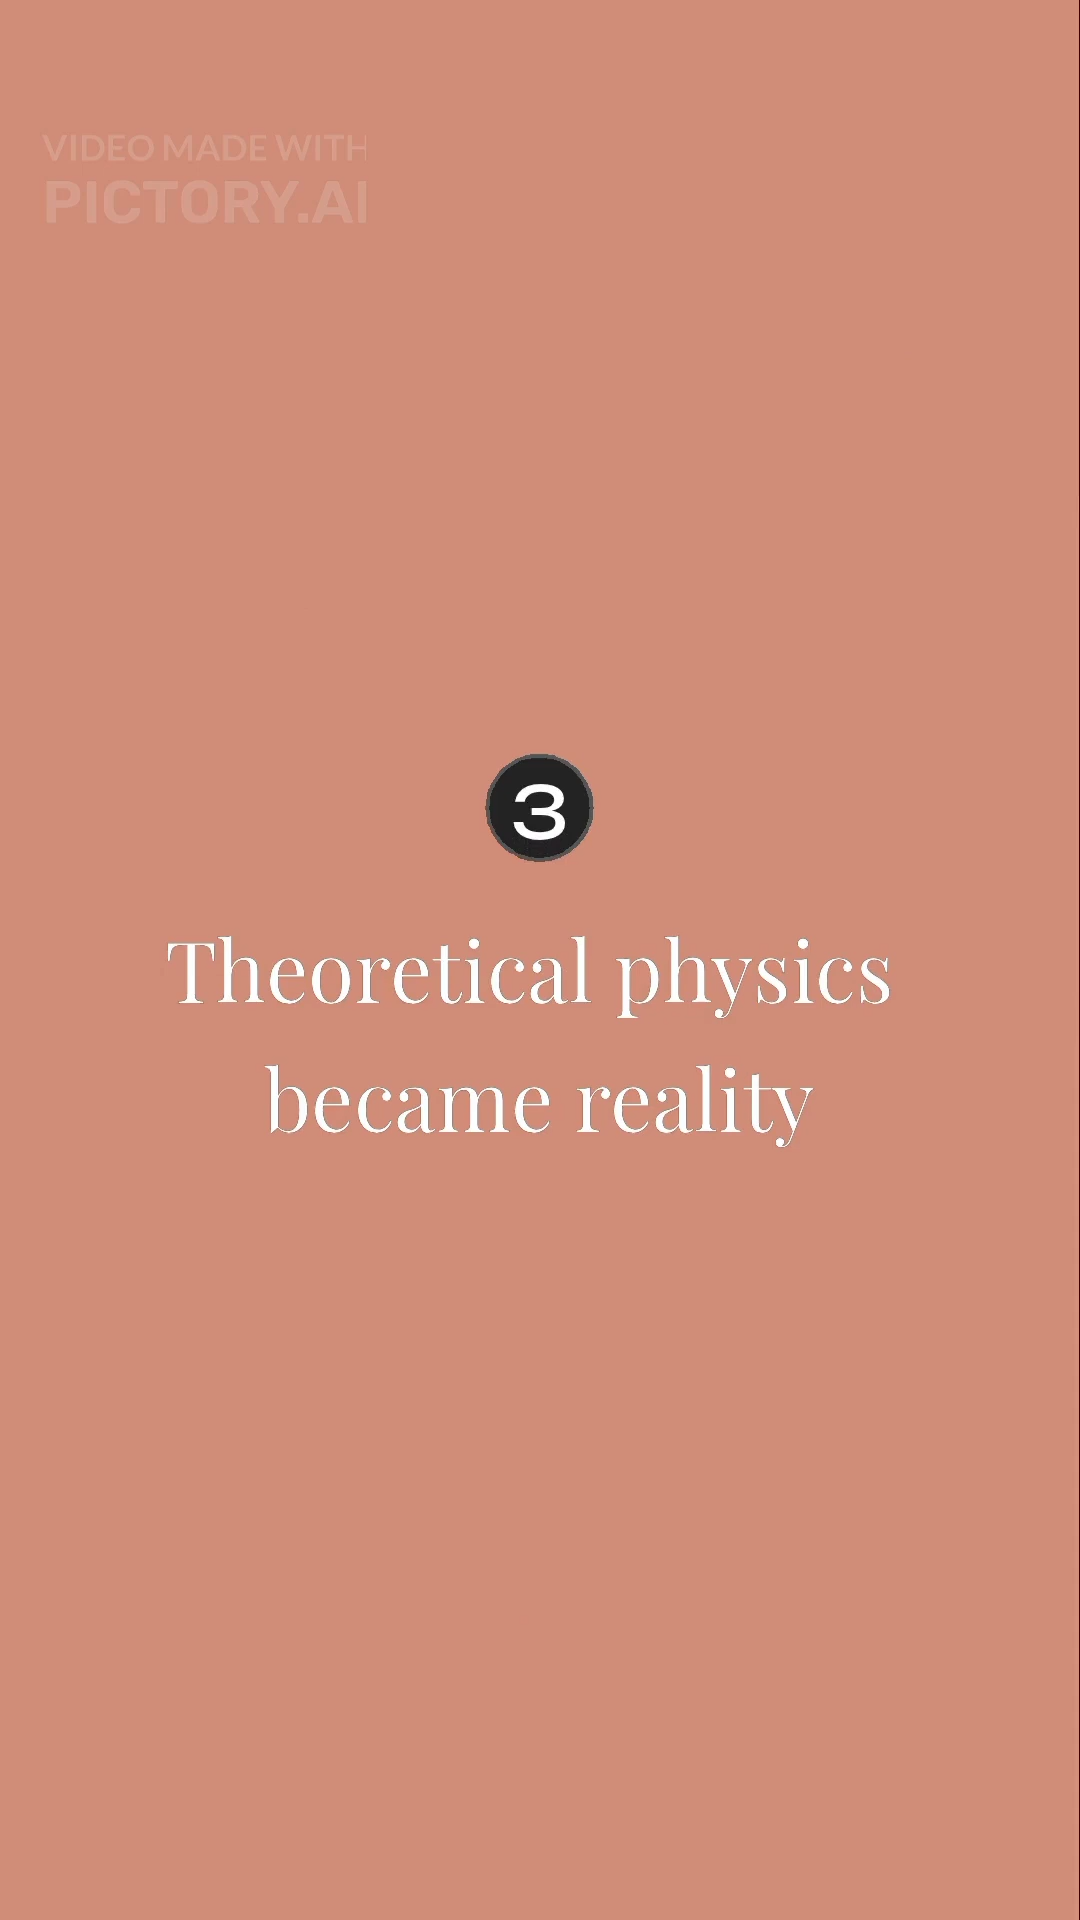 VIDEO MADE WITH
PICTORY.AI
3
Theoretical physics
became reality